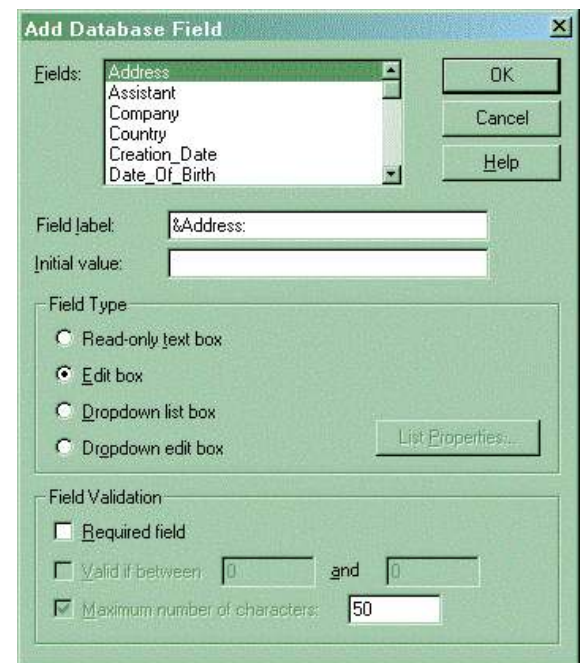 Add Database Field
Fields:
Address
Assistant
Company
Country
Creation_Date
Date_Of_Birth
OK
Cancel
Help
Field label: &Address:
Initial value:
Field Type
Read-only text box
Edit box
Dropdown list box
Dropdown edit box
List Properties...
Field Validation
Required field
Valid if between 0 and 0
Maximum number of characters: 50